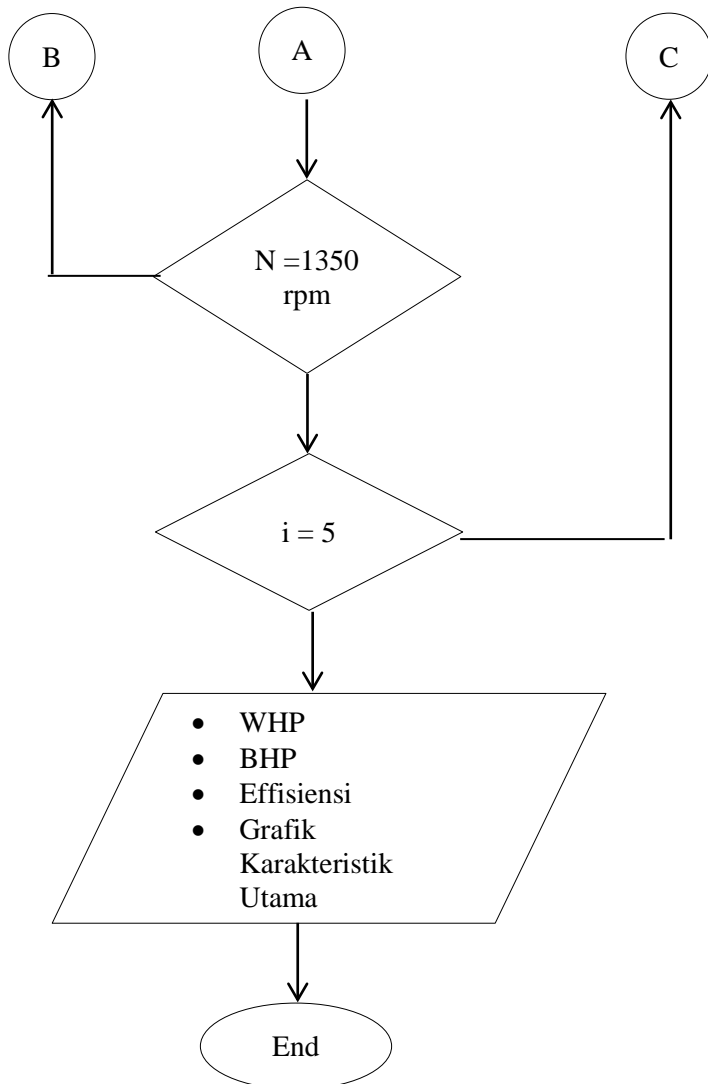 B
A
C
N =1350
rpm
i = 5
• WHP
• BHP
• Effisiensi
• Grafik
Karakteristik
Utama
End